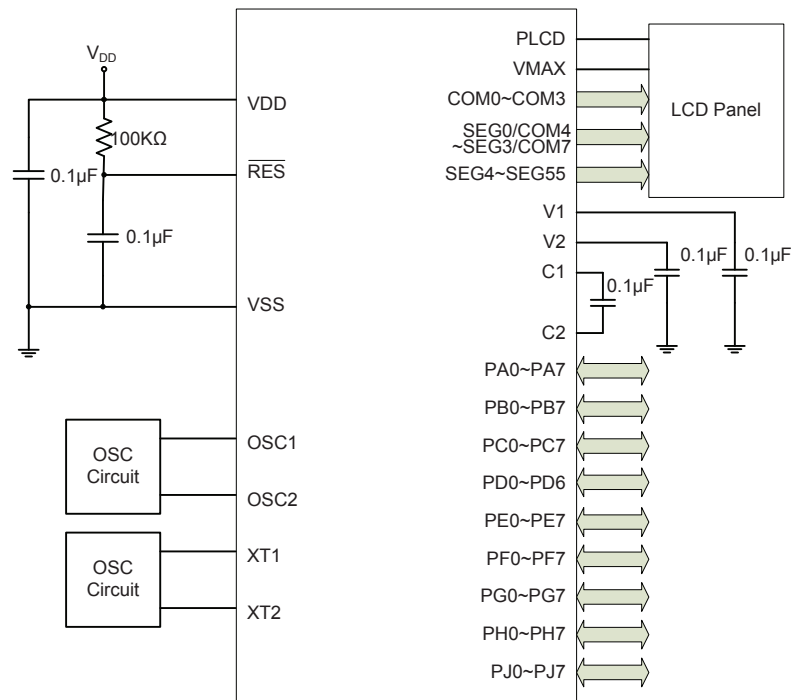 V_DD
VDD
100KΩ
0.1µF
RES
0.1µF
VSS
OSC Circuit
OSC1
OSC2
OSC Circuit
XT1
XT2
PLCD
VMAX
COM0~COM3
SEG0/COM4
~SEG3/COM7
SEG4~SEG55
LCD Panel
V1
V2
C1
C2
0.1µF
0.1µF
0.1µF
PA0~PA7
PB0~PB7
PC0~PC7
PD0~PD6
PE0~PE7
PF0~PF7
PG0~PG7
PH0~PH7
PJ0~PJ7